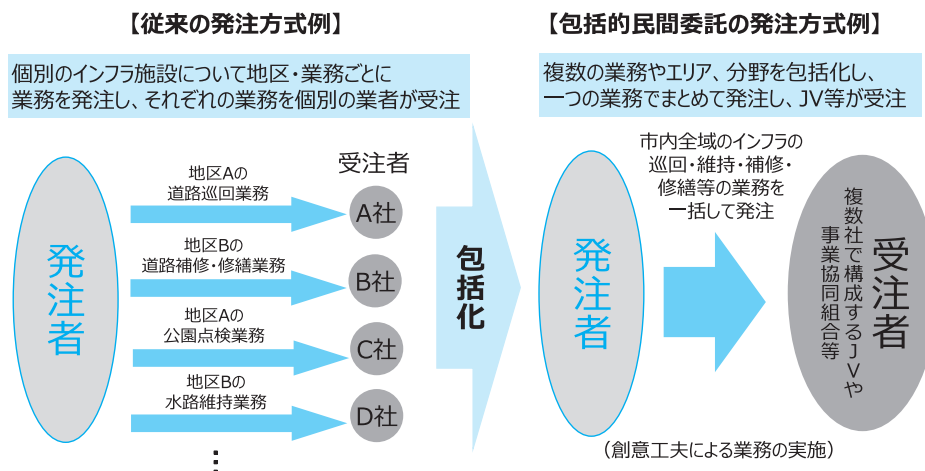 【従来の発注方式例】
個別のインフラ施設について地区・業務ごとに
業務を発注し、それぞれの業務を個別の業者が受注
発注者
受注者
地区Aの
道路巡回業務
A社
地区Bの
道路補修・修繕業務
B社
地区Aの
公園点検業務
C社
地区Bの
水路維持業務
D社
⋮
包括化
【包括的民間委託の発注方式例】
複数の業務やエリア、分野を包括化し、
一つの業務でまとめて発注し、JV等が受注
発注者
市内全域のインフラの
巡回・維持・補修・
修繕等の業務を
一括して発注
受注者
複数社で構成するJVや
事業協同組合等
（創意工夫による業務の実施）